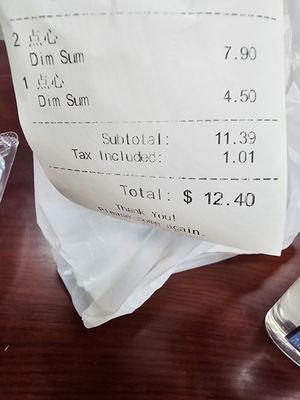 2 点心
Dim Sum 7.90
1 点心
Dim Sum 4.50
Subtotal: 11.39
Tax Included: 1.01
Total: $ 12.40
Thank You!
Please come again.